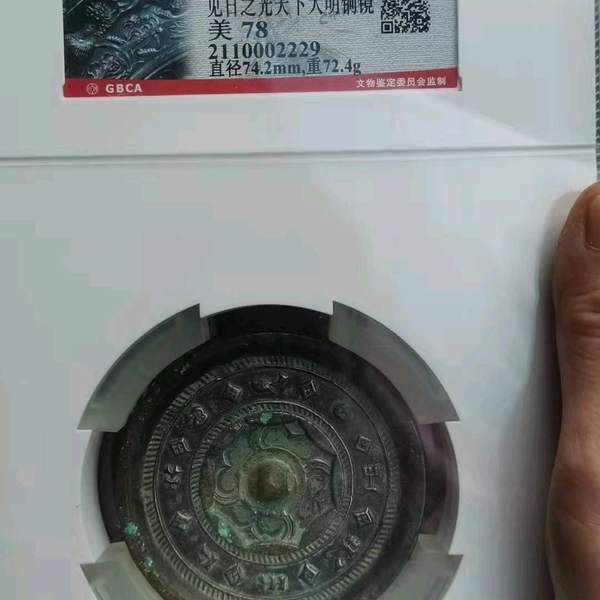 见日之光天下大明铜镜
美 78
2110002229
直径74.2mm,重72.4g
GBCA
文物鉴定委员会监制